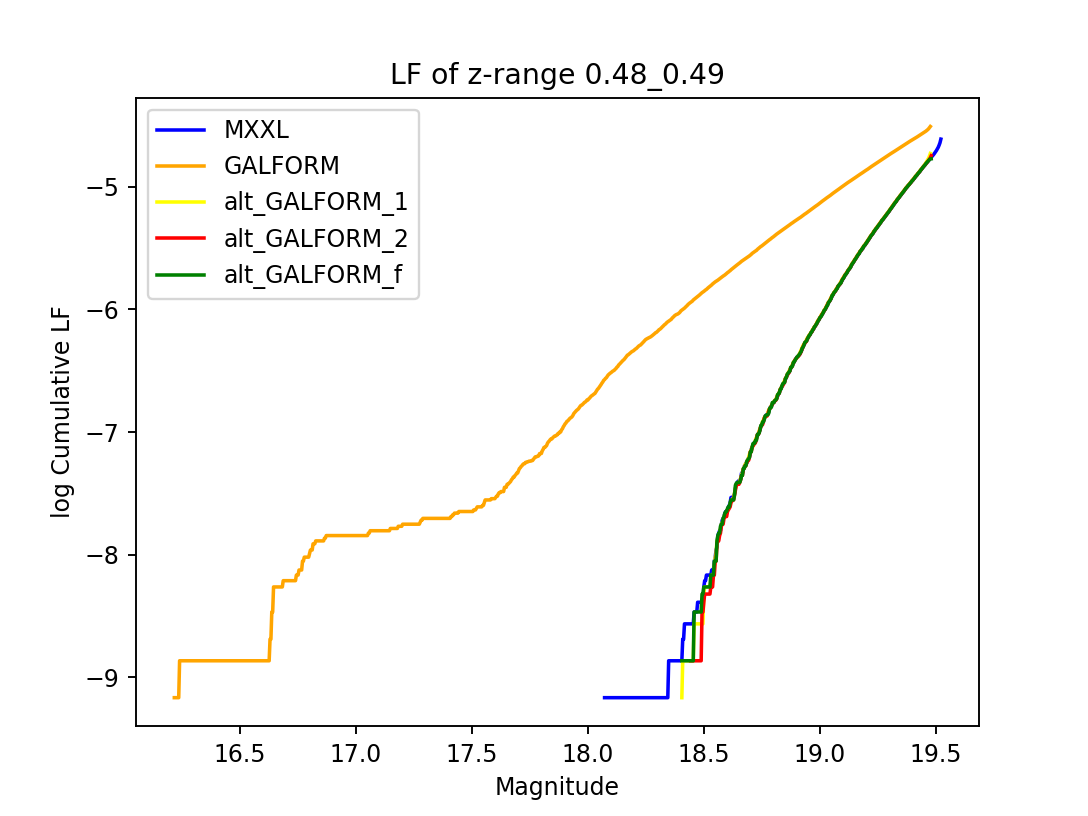 LF of z-range 0.48_0.49
MXXL
GALFORM
alt_GALFORM_1
alt_GALFORM_2
alt_GALFORM_f
log Cumulative LF
−5
−6
−7
−8
−9
16.5 17.0 17.5 18.0 18.5 19.0 19.5
Magnitude